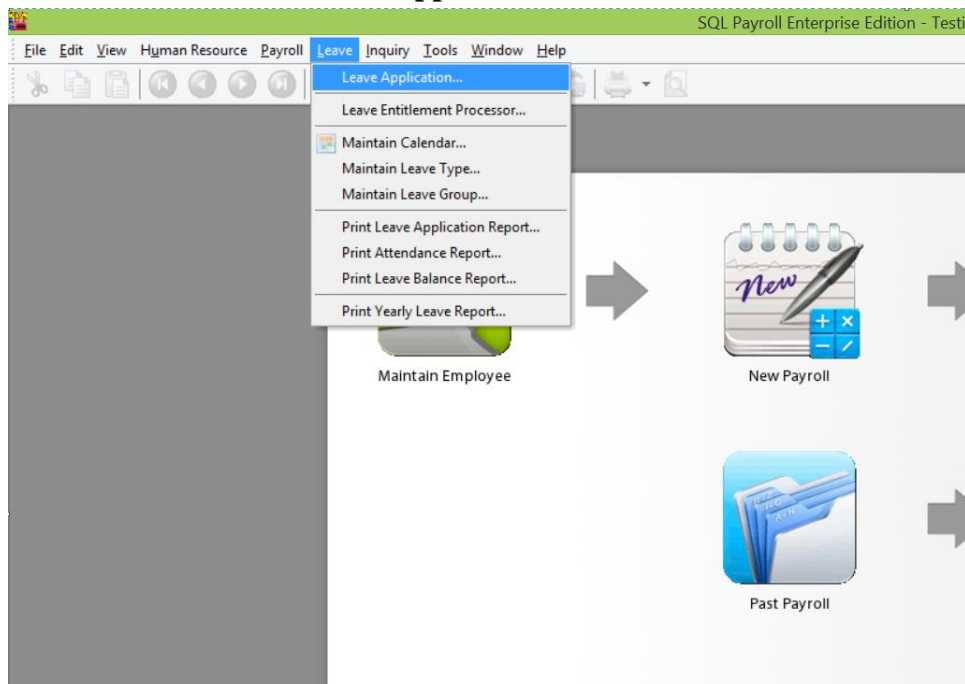 SQL Payroll Enterprise Edition - Testi
File Edit View Human Resource Payroll Leave Inquiry Tools Window Help
Leave Application...
Leave Entitlement Processor...
Maintain Calendar...
Maintain Leave Type...
Maintain Leave Group...
Print Leave Application Report...
Print Attendance Report...
Print Leave Balance Report...
Print Yearly Leave Report...
New
Maintain Employee
New Payroll
A-H
Past Payroll